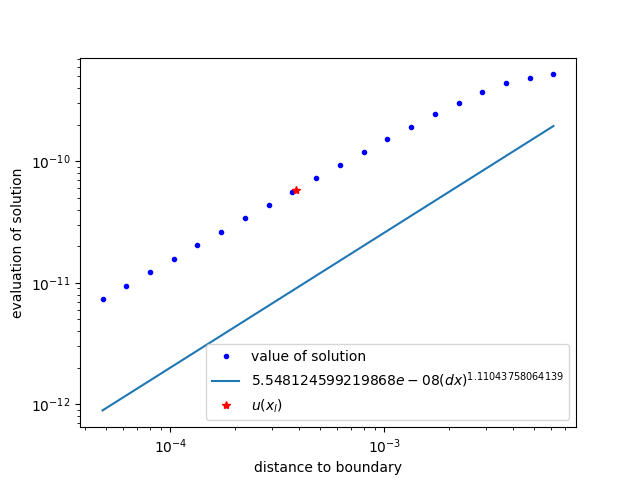 10⁻¹⁰
10⁻¹¹
10⁻¹²
evaluation of solution
value of solution
5.548124599219868e − 08(dx)^1.11043758064139
u(x_l)
10⁻⁴
10⁻³
distance to boundary